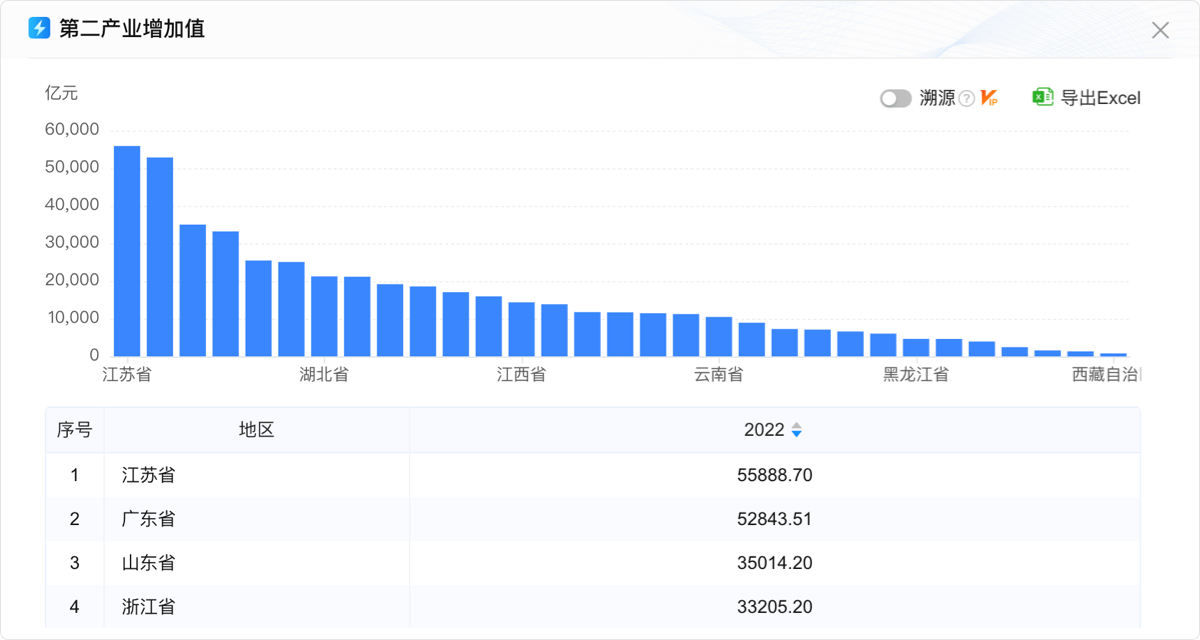 第二产业增加值
亿元
溯源 ? VIP 导出Excel
60,000
50,000
40,000
30,000
20,000
10,000
0
江苏省 湖北省 江西省 云南省 黑龙江省 西藏自治
序号 地区 2022
1 江苏省 55888.70
2 广东省 52843.51
3 山东省 35014.20
4 浙江省 33205.20